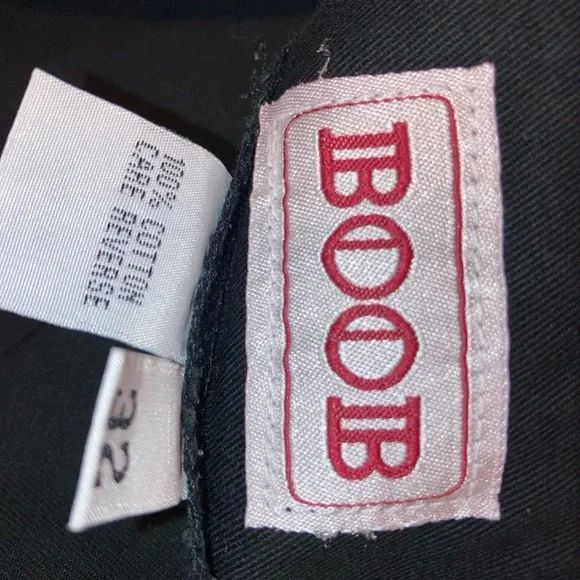 100% COTTON
CARE REVERSE
32
BOOB